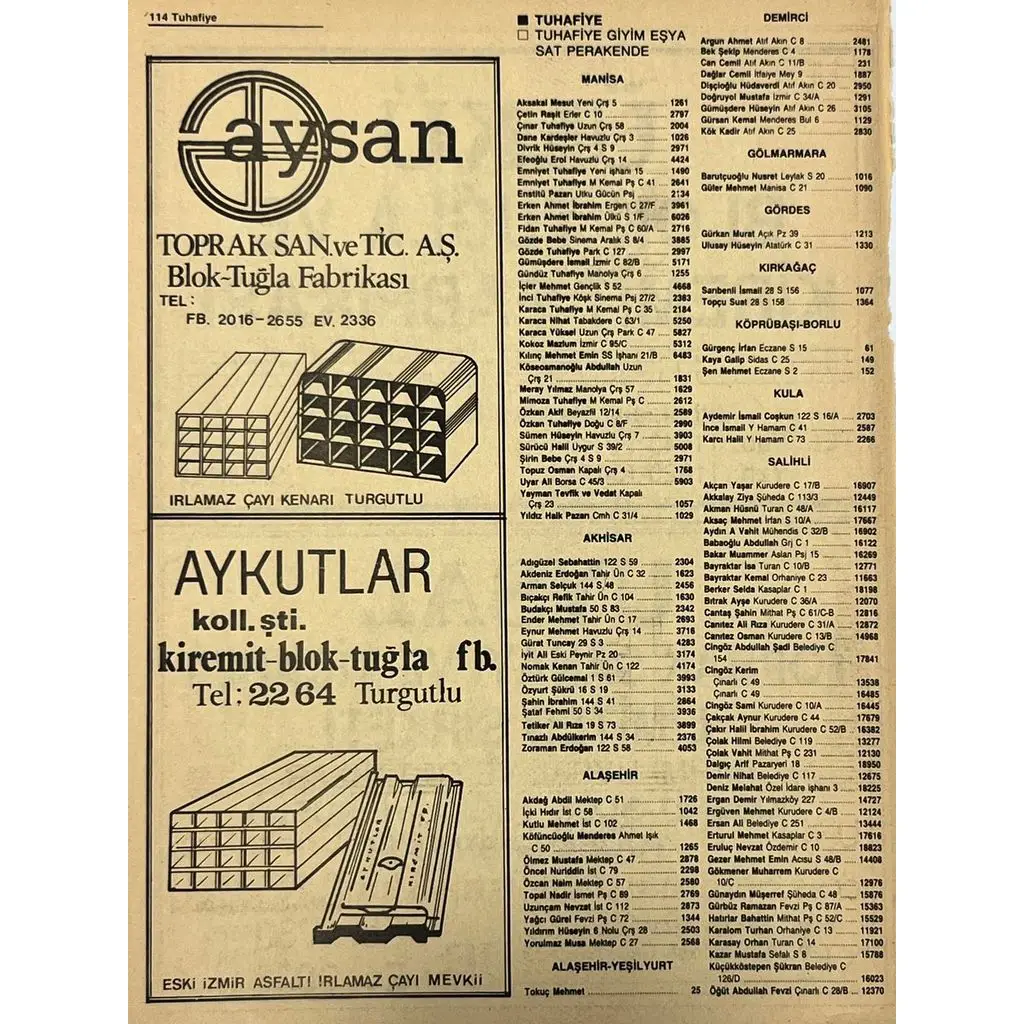 114 Tuhafiye
aysan
TOPRAK SAN.ve TİC. A.Ş.
Blok-Tuğla Fabrikası
TEL:
FB. 2016-2655 EV. 2336
IRLAMAZ ÇAYI KENARI TURGUTLU
AYKUTLAR
koll. şti.
kiremit-blok-tuğla fb.
Tel: 2264 Turgutlu
AYKUTLAR
KİREMİT FB.
ESKi iZMiR ASFALTI IRLAMAZ ÇAYI MEVKii
■ TUHAFİYE
□ TUHAFİYE GİYİM EŞYA
SAT PERAKENDE
MANİSA
Aksakal Mesut Yeni Çrş 5 ... 1261
Çetin Raşit Erler C 10 ... 2797
Çınar Tuhafiye Uzun Çrş 58 ... 2004
Dana Kardeşler Havuzlu Çrş 3 ... 1026
Divrik Hüseyin Çrş 4 S 9 ... 2971
Efeoğlu Erol Havuzlu Çrş 14 ... 4424
Emniyet Tuhafiye Yeni işhanı 15 ... 1490
Emniyet Tuhafiye M Kemal Pş C 41 ... 2641
Enstitü Pazarı Utku Gücün Psj ... 2134
Erken Ahmet İbrahim Ergen C 27/F ... 3961
Erken Ahmet İbrahim Ülkü S 1/F ... 6026
Fidan Tuhafiye M Kemal Pş C 60/A ... 2716
Gözde Bebe Sinema Aralık S 8/4 ... 3885
Gözde Tuhafiye Park C 127 ... 2997
Gümüşdere İsmail İzmir C 82/B ... 5171
Gündüz Tuhafiye Manolya Çrş 6 ... 1255
İçler Mehmet Gençlik S 52 ... 4668
İnci Tuhafiye Köşk Sinema Psj 27/2 ... 2383
Karaca Tuhafiye M Kemal Pş C 35 ... 2184
Karaca Nihat Tabakdere C 63/1 ... 5250
Karaca Yüksel Uzun Çrş Park C 47 ... 5827
Kokoz Mazlum İzmir C 95/C ... 5312
Kılınç Mehmet Emin SS İşhanı 21/B ... 6483
Köseosmanoğlu Abdullah Uzun
Çrş 21 ... 1831
Meray Yılmaz Manolya Çrş 57 ... 1629
Mimoza Tuhafiye M Kemal Pş C ... 2612
Özkan Akif Beyazfil 12/14 ... 2589
Özkan Tuhafiye Doğu C 8/F ... 2990
Sümen Hüseyin Havuzlu Çrş 7 ... 3903
Sürücü Halil Uygur S 39/2 ... 5008
Şirin Bebe Çrş 4 S 9 ... 2971
Topuz Osman Kapalı Çrş 4 ... 1768
Uyar Ali Borsa C 45/3 ... 5903
Yayman Tevfik ve Vedat Kapalı
Çrş 23 ... 1057
Yıldız Halk Pazarı Cmh C 31/4 ... 1029
AKHİSAR
Adıgüzel Sebahattin 122 S 59 ... 2304
Akdeniz Erdoğan Tahir Ün C 32 ... 1623
Arman Selçuk 144 S 48 ... 2456
Bıçakçı Refik Tahir Ün C 104 ... 1630
Budakçı Mustafa 50 S 83 ... 2342
Ender Mehmet Tahir Ün C 17 ... 2693
Eynur Mehmet Havuzlu Çrş 14 ... 3716
Gürat Tuncay 29 S 3 ... 4283
İyit Ali Eski Peynir Pz 20 ... 3174
Nomak Kenan Tahir Ün C 122 ... 4174
Öztürk Gülcemal 1 S 61 ... 3993
Özyurt Şükrü 16 S 19 ... 3133
Şahin İbrahim 144 S 41 ... 2864
Şataf Fehmi 50 S 34 ... 3936
Tetiker Ali Rıza 19 S 73 ... 3899
Tınazlı Abdülkerim 144 S 34 ... 2376
Zoraman Erdoğan 122 S 58 ... 4053
ALAŞEHİR
Akdağ Abdil Mektep C 51 ... 1726
İçki Hıdır İst C 58 ... 1042
Kutlu Mehmet İst C 102 ... 1468
Köfüncüoğlu Menderes Ahmet Işık
C 50 ... 1265
Ölmez Mustafa Mektep C 47 ... 2878
Öncel Nuriddin İst C 79 ... 2298
Özcan Naim Mektep C 57 ... 2580
Topal Nadir İsmet Pş C 89 ... 2769
Uzunçam Nevzat İst C 112 ... 2873
Yağcı Gürel Fevzi Pş C 72 ... 1344
Yıldırım Hüseyin 6 Nolu Çrş 28 ... 2503
Yorulmaz Musa Mektep C 27 ... 2568
ALAŞEHİR-YEŞİLYURT
Tokuç Mehmet ... 25
DEMİRCİ
Argun Ahmet Atıf Akın C 8 ... 2481
Bek Şekip Menderes C 4 ... 1178
Can Cemil Atıf Akın C 11/B ... 231
Dağlar Cemil İtfaiye Mey 9 ... 1887
Dişçioğlu Hüdaverdi Atıf Akın C 20 ... 2950
Doğruyol Mustafa İzmir C 34/A ... 1291
Gümüşdere Hüseyin Atıf Akın C 26 ... 3105
Gürsan Kemal Menderes Bul 6 ... 1129
Kök Kadir Atıf Akın C 25 ... 2830
GÖLMARMARA
Barutçuoğlu Nusret Leylak S 20 ... 1016
Güler Mehmet Manisa C 21 ... 1090
GÖRDES
Gürkan Murat Açık Pz 39 ... 1213
Ulusay Hüseyin Atatürk C 31 ... 1330
KIRKAĞAÇ
Sarıbenli İsmail 28 S 156 ... 1077
Topçu Suat 28 S 158 ... 1364
KÖPRÜBAŞI-BORLU
Gürgenç İrfan Eczane S 15 ... 61
Kaya Galip Sidas C 25 ... 149
Şen Mehmet Eczane S 2 ... 152
KULA
Aydemir İsmail Coşkun 122 S 16/A ... 2703
İnce İsmail Y Hamam C 41 ... 2587
Karcı Halil Y Hamam C 73 ... 2266
SALİHLİ
Akçan Yaşar Kurudere C 17/B ... 16907
Akkalay Ziya Şüheda C 113/3 ... 12449
Akman Hüsnü Turan C 48/A ... 16117
Aksaç Mehmet İrfan S 10/A ... 17667
Aydın A Vahit Mühendis C 32/B ... 16902
Babaoğlu Abdullah Grj C 1 ... 16122
Bakar Muammer Aslan Psj 15 ... 16269
Bayraktar İsa Turan C 10/B ... 12771
Bayraktar Kemal Orhaniye C 23 ... 11663
Berker Selda Kasaplar C 1 ... 18198
Bıtrak Ayşe Kurudere C 36/A ... 12070
Cantaş Şahin Mithat Pş C 61/C-B ... 12816
Canıtez Ali Rıza Kurudere C 31/A ... 12872
Canıtez Osman Kurudere C 13/B ... 14968
Cingöz Abdullah Şadi Belediye C
154 ... 17841
Cingöz Kerim
Çınarlı C 49 ... 13538
Çınarlı C 49 ... 16485
Cingöz Sami Kurudere C 10/A ... 16445
Çakçak Aynur Kurudere C 44 ... 17879
Çakır Halil İbrahim Kurudere C 52/B ... 16382
Çolak Hilmi Belediye C 119 ... 13277
Çolak Vahit Mithat Pş C 231 ... 12130
Dalgıç Arif Pazaryeri 18 ... 18950
Demir Nihat Belediye C 117 ... 12675
Deniz Melahat Özel İdare işhanı 3 ... 18225
Ergan Demir Yılmazköy 227 ... 14727
Ergüven Mehmet Kurudere C 4/B ... 12124
Ersan Ali Belediye C 251 ... 13444
Erturul Mehmet Kasaplar C 3 ... 17616
Eruluç Nevzat Özdemir C 10 ... 18823
Gezer Mehmet Emin Acısu S 48/B ... 14408
Gökmener Muharrem Kurudere C
10/C ... 12976
Günaydın Müşerref Şüheda C 48 ... 15876
Gürbüz Ramazan Fevzi Pş C 87/A ... 15363
Hatırlar Bahattin Mithat Pş C 52/C ... 15529
Karalom Turhan Orhaniye C 13 ... 11921
Karasay Orhan Turan C 14 ... 17100
Kazar Mustafa Sefalı S 8 ... 15788
Küçükköstepen Şükran Belediye C
126/D ... 16023
Öğüt Abdullah Fevzi Çınarlı C 28/B ... 12370